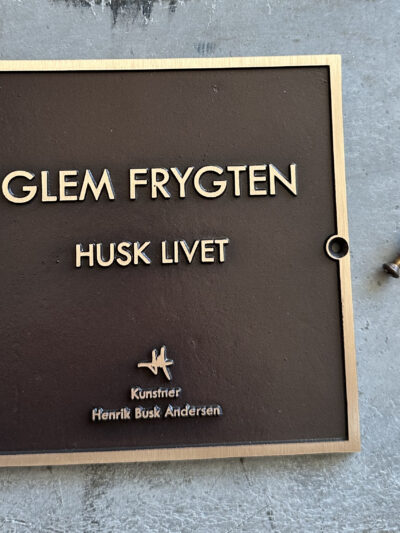 GLEM FRYGTEN
HUSK LIVET
Kunstner
Henrik Busk Andersen